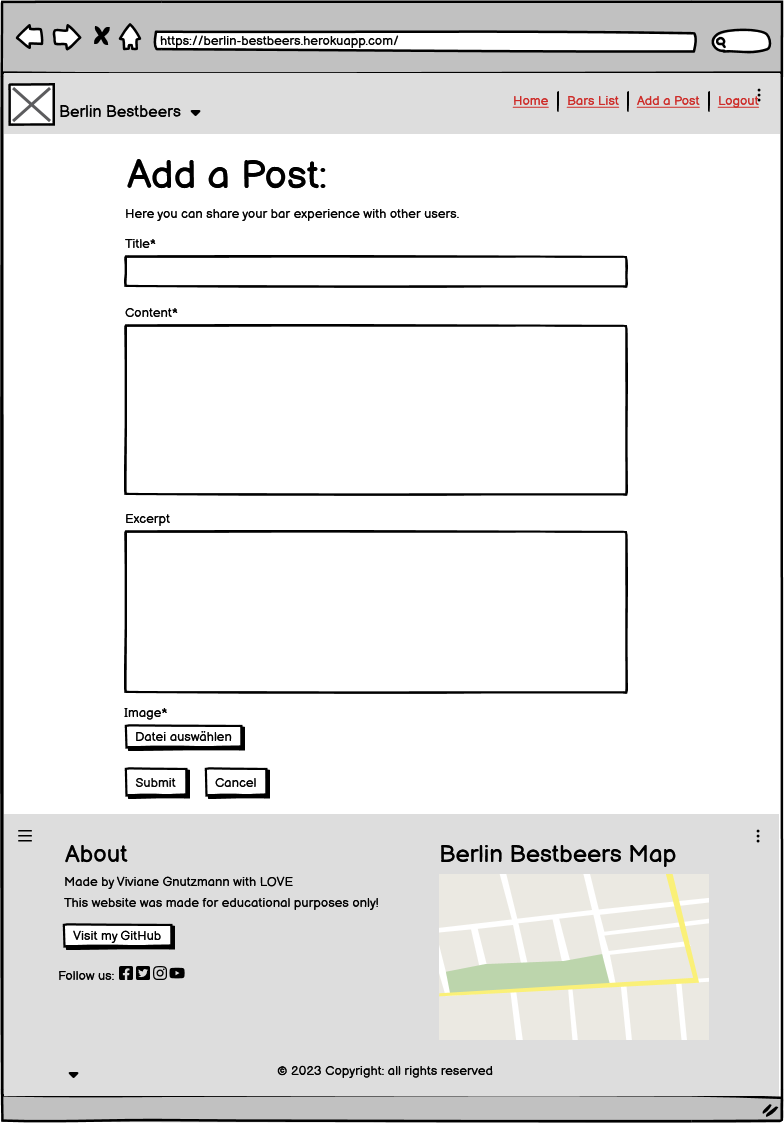 https://berlin-bestbeers.herokuapp.com/
Berlin Bestbeers
Home
Bars List
Add a Post
Logout
Add a Post:
Here you can share your bar experience with other users.
Title*
Content*
Excerpt
Image*
Datei auswählen
Submit
Cancel
About
Made by Viviane Gnutzmann with LOVE
This website was made for educational purposes only!
Visit my GitHub
Follow us:
Berlin Bestbeers Map
© 2023 Copyright: all rights reserved